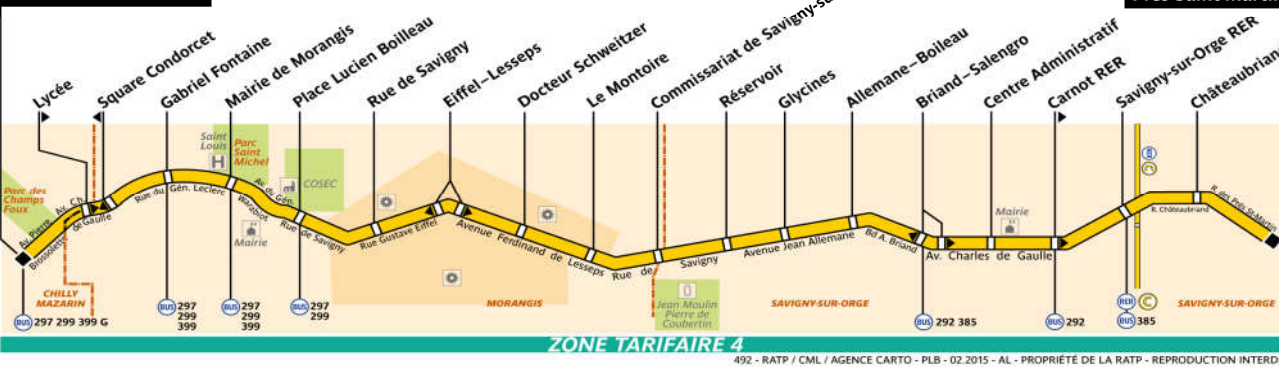 Lycée
Square Condorcet
Gabriel Fontaine
Mairie de Morangis
Place Lucien Boilleau
Rue de Savigny
Eiffel–Lesseps
Docteur Schweitzer
Le Montoire
Commissariat de Savigny-su
Réservoir
Glycines
Allemane–Boileau
Briand–Salengro
Centre Administratif
Carnot RER
Savigny-sur-Orge RER
Châteaubrian
Parc des
Champs
Foux
Saint
Louis
H
Parc
Saint
Michel
COSEC
Mairie
Mairie
Av. Pierre
Brossolette
Av. Ch.
de Gaulle
Rue du Gén. Leclerc
Av. du Gén.
Warabiot
Rue de Savigny
Rue Gustave Eiffel
Avenue Ferdinand de Lesseps
Rue de Savigny
Avenue Jean Allemane
Bd A. Briand
Av. Charles de Gaulle
R. Châteaubriand
R. des Prés St-Martin
CHILLY
MAZARIN
MORANGIS
Jean Moulin
Pierre de
Coubertin
SAVIGNY-SUR-ORGE
SAVIGNY-SUR-ORGE
BUS 297 299 399 G
BUS 297
299
399
BUS 297
299
399
BUS 297
299
BUS 292 385
BUS 292
RER C
BUS 385
ZONE TARIFAIRE 4
492 - RATP / CML / AGENCE CARTO - PLB - 02.2015 - AL - PROPRIÉTÉ DE LA RATP - REPRODUCTION INTERD